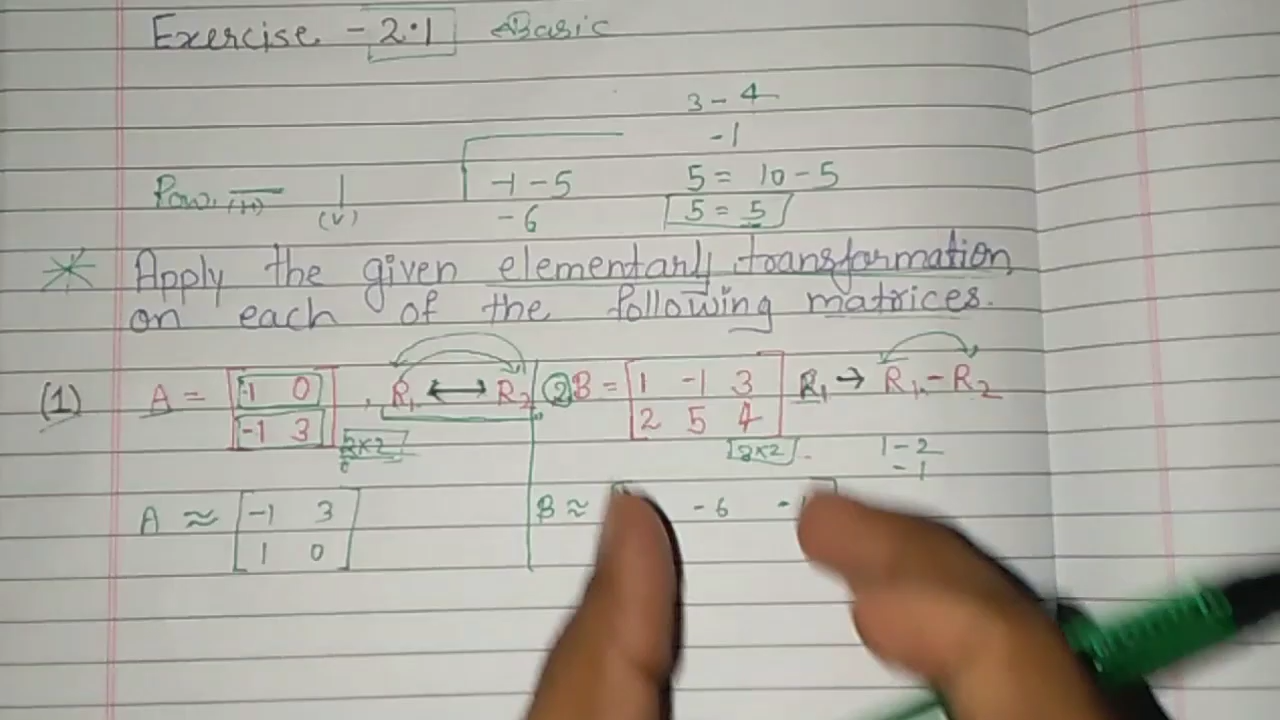 Exercise - 2.1 Basic
3 - 4
-1
-1 - 5 5 = 10 - 5
(H) (V) - 6 5 = 5
Apply the given elementary transformation
on each of the following matrices.
(1) A = [1 0 , R1 ↔ R2 ② B = [1 -1 3] R1 → R1 - R2
-1 3] 2 5 4]
1 - 2
- 1
A ≈ [-1 3 B ≈ - 6
1 0]